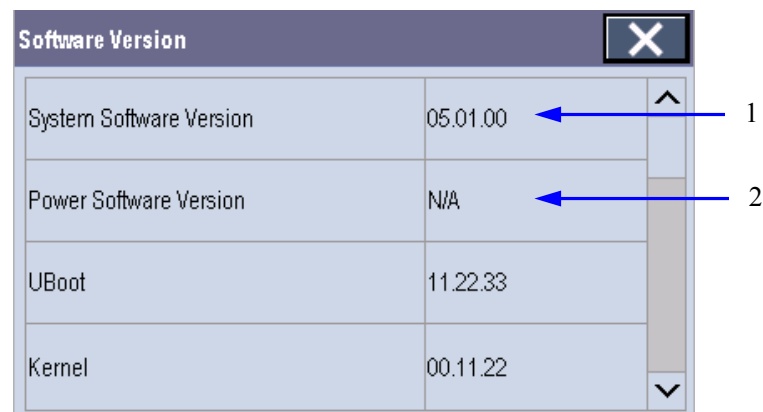 Software Version
System Software Version 05.01.00 1
Power Software Version N/A 2
UBoot 11.22.33
Kernel 00.11.22